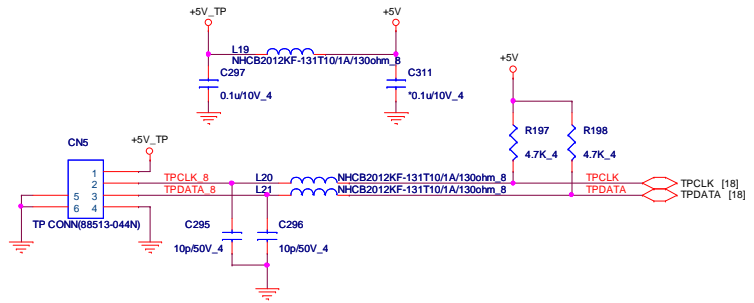 +5V_TP
+5V
L19
NHCB2012KF-131T10/1A/130ohm_8
C297
0.1u/10V_4
C311
*0.1u/10V_4
+5V
R197
4.7K_4
R198
4.7K_4
CN5
+5V_TP
1
2
3
4
5
6
TP CONN(88513-044N)
TPCLK_8
TPDATA_8
L20
NHCB2012KF-131T10/1A/130ohm_8
L21
NHCB2012KF-131T10/1A/130ohm_8
TPCLK
TPDATA
TPCLK [18]
TPDATA [18]
C295
10p/50V_4
C296
10p/50V_4